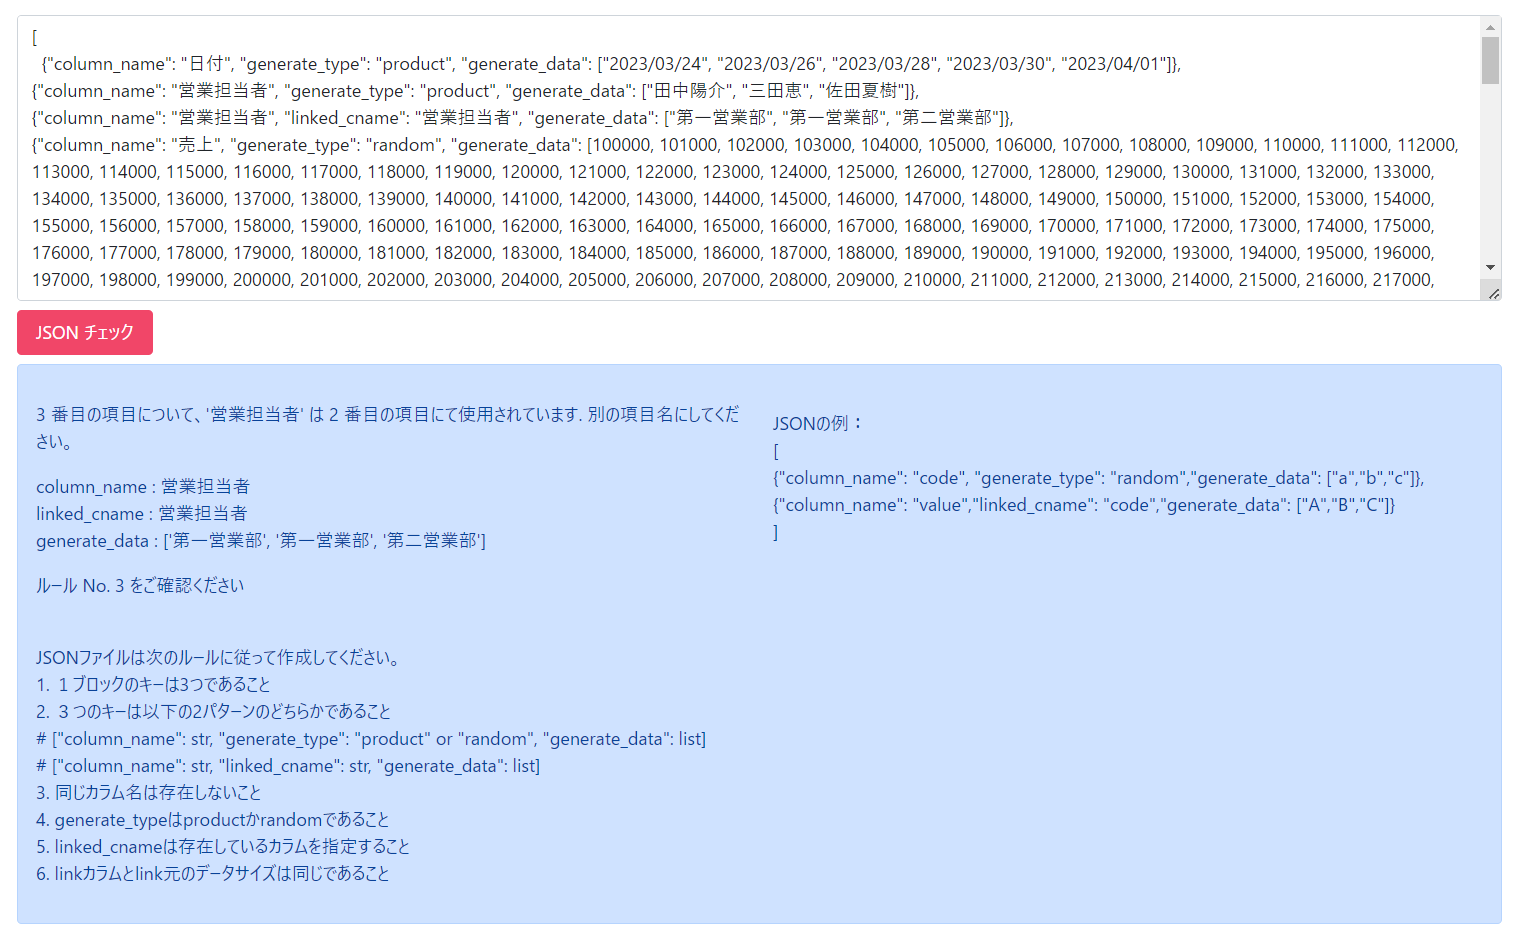 [
{"column_name": "日付", "generate_type": "product", "generate_data": ["2023/03/24", "2023/03/26", "2023/03/28", "2023/03/30", "2023/04/01"]},
{"column_name": "営業担当者", "generate_type": "product", "generate_data": ["田中陽介", "三田恵", "佐田夏樹"]},
{"column_name": "営業担当者", "linked_cname": "営業担当者", "generate_data": ["第一営業部", "第一営業部", "第二営業部"]},
{"column_name": "売上", "generate_type": "random", "generate_data": [100000, 101000, 102000, 103000, 104000, 105000, 106000, 107000, 108000, 109000, 110000, 111000, 112000,
113000, 114000, 115000, 116000, 117000, 118000, 119000, 120000, 121000, 122000, 123000, 124000, 125000, 126000, 127000, 128000, 129000, 130000, 131000, 132000, 133000,
134000, 135000, 136000, 137000, 138000, 139000, 140000, 141000, 142000, 143000, 144000, 145000, 146000, 147000, 148000, 149000, 150000, 151000, 152000, 153000, 154000,
155000, 156000, 157000, 158000, 159000, 160000, 161000, 162000, 163000, 164000, 165000, 166000, 167000, 168000, 169000, 170000, 171000, 172000, 173000, 174000, 175000,
176000, 177000, 178000, 179000, 180000, 181000, 182000, 183000, 184000, 185000, 186000, 187000, 188000, 189000, 190000, 191000, 192000, 193000, 194000, 195000, 196000,
197000, 198000, 199000, 200000, 201000, 202000, 203000, 204000, 205000, 206000, 207000, 208000, 209000, 210000, 211000, 212000, 213000, 214000, 215000, 216000, 217000,
JSON チェック
3 番目の項目について、'営業担当者' は 2 番目の項目にて使用されています. 別の項目名にしてくだ
さい。
column_name : 営業担当者
linked_cname : 営業担当者
generate_data : ['第一営業部', '第一営業部', '第二営業部']
ルール No. 3 をご確認ください
JSONファイルは次のルールに従って作成してください。
1. １ブロックのキーは3つであること
2. ３つのキーは以下の2パターンのどちらかであること
# ["column_name": str, "generate_type": "product" or "random", "generate_data": list]
# ["column_name": str, "linked_cname": str, "generate_data": list]
3. 同じカラム名は存在しないこと
4. generate_typeはproductかrandomであること
5. linked_cnameは存在しているカラムを指定すること
6. linkカラムとlink元のデータサイズは同じであること
JSONの例：
[
{"column_name": "code", "generate_type": "random","generate_data": ["a","b","c"]},
{"column_name": "value","linked_cname": "code","generate_data": ["A","B","C"]}
]